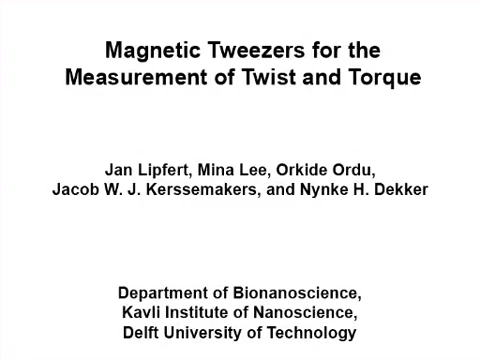 Magnetic Tweezers for the
Measurement of Twist and Torque
Jan Lipfert, Mina Lee, Orkide Ordu,
Jacob W. J. Kerssemakers, and Nynke H. Dekker
Department of Bionanoscience,
Kavli Institute of Nanoscience,
Delft University of Technology